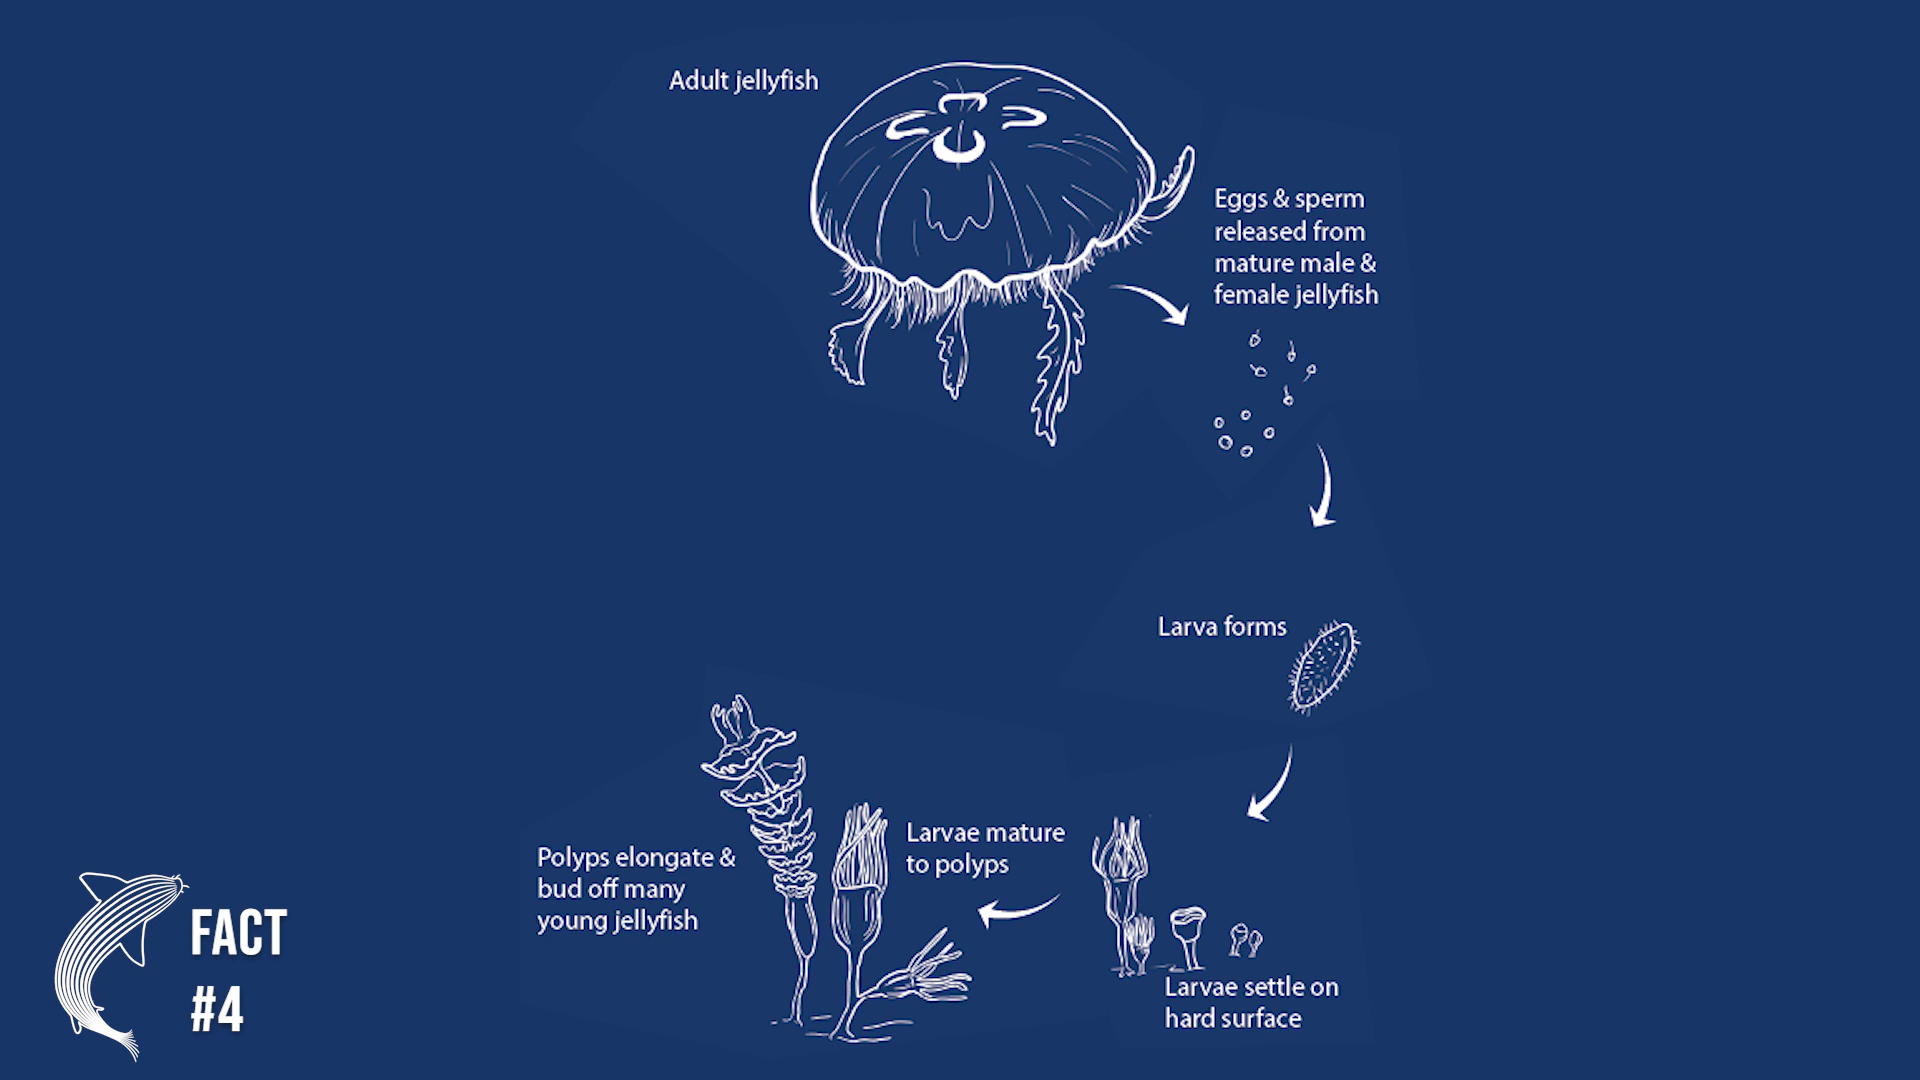 Adult jellyfish
Eggs & sperm
released from
mature male &
female jellyfish
Larva forms
Larvae settle on
hard surface
Larvae mature
to polyps
Polyps elongate &
bud off many
young jellyfish
FACT
#4